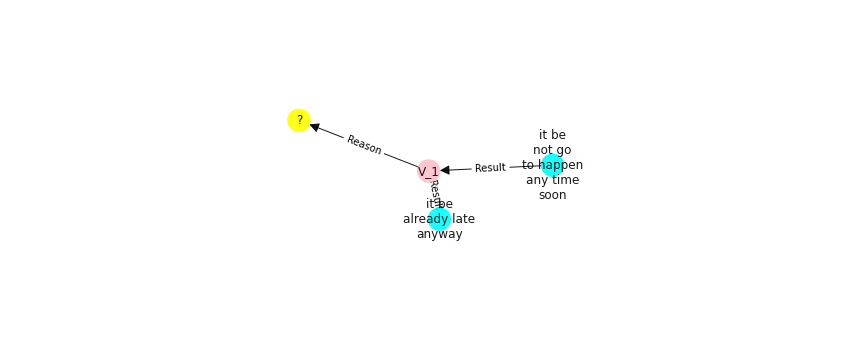 ?
Reason
it be
not go
to happen
any time
soon
Result
V_1
Result
it be
already late
anyway